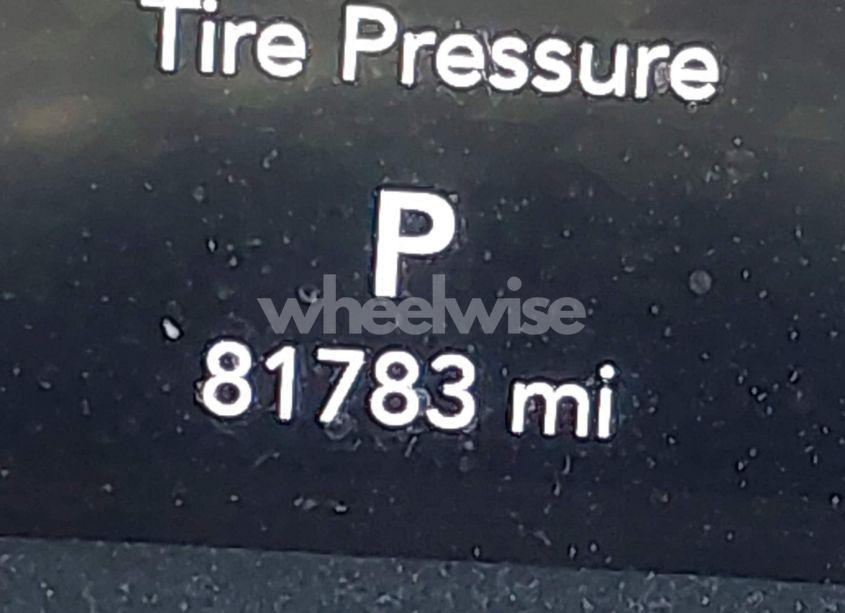 Tire Pressure
P
wheelwise
81783 mi